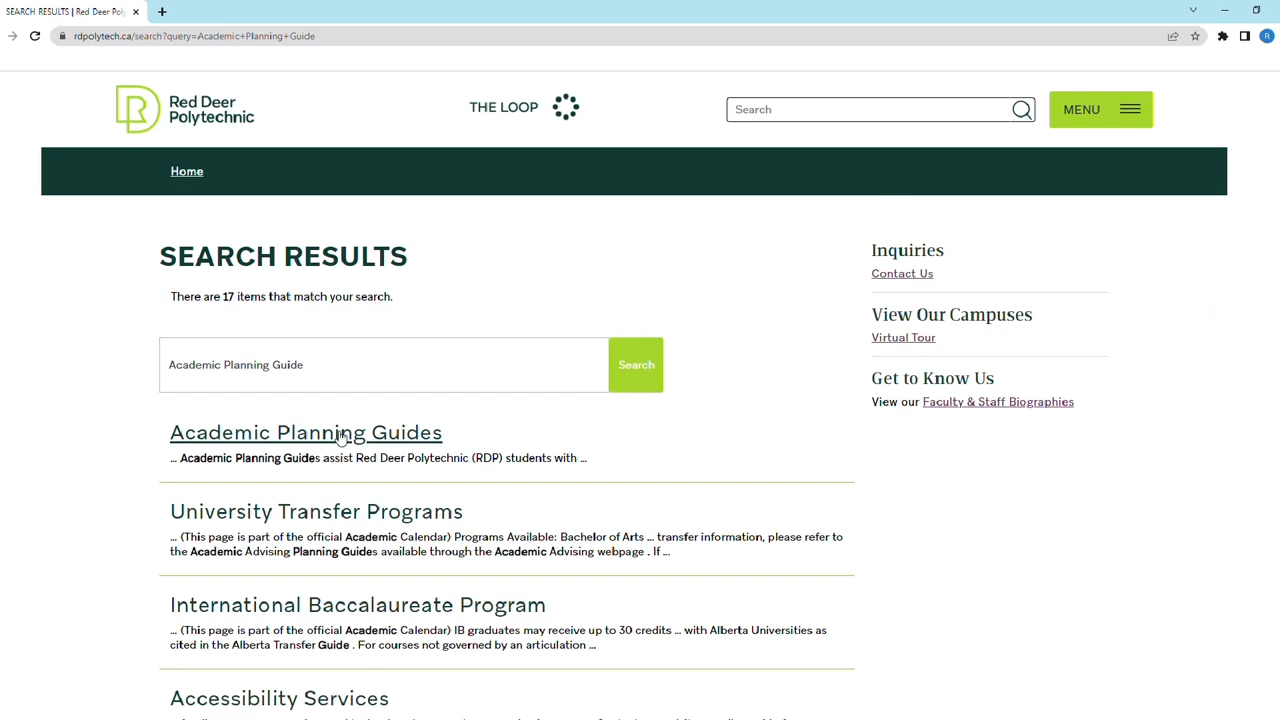 SEARCH RESULTS | Red Deer Pol
rdpolytech.ca/search?query=Academic+Planning+Guide
R
Red Deer
Polytechnic
THE LOOP
Search
MENU
Home
SEARCH RESULTS
There are 17 items that match your search.
Academic Planning Guide
Search
Academic Planning Guides
... Academic Planning Guides assist Red Deer Polytechnic (RDP) students with ...
University Transfer Programs
... (This page is part of the official Academic Calendar) Programs Available: Bachelor of Arts ... transfer information, please refer to
the Academic Advising Planning Guides available through the Academic Advising webpage . If ...
International Baccalaureate Program
... (This page is part of the official Academic Calendar) IB graduates may receive up to 30 credits ... with Alberta Universities as
cited in the Alberta Transfer Guide . For courses not governed by an articulation ...
Accessibility Services
Inquiries
Contact Us
View Our Campuses
Virtual Tour
Get to Know Us
View our Faculty & Staff Biographies